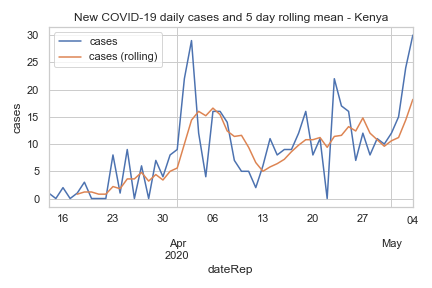 New COVID-19 daily cases and 5 day rolling mean - Kenya
cases
cases (rolling)
30
25
20
15
10
5
0
cases
16 23 30 06 13 20 27 04
Apr May
2020
dateRep